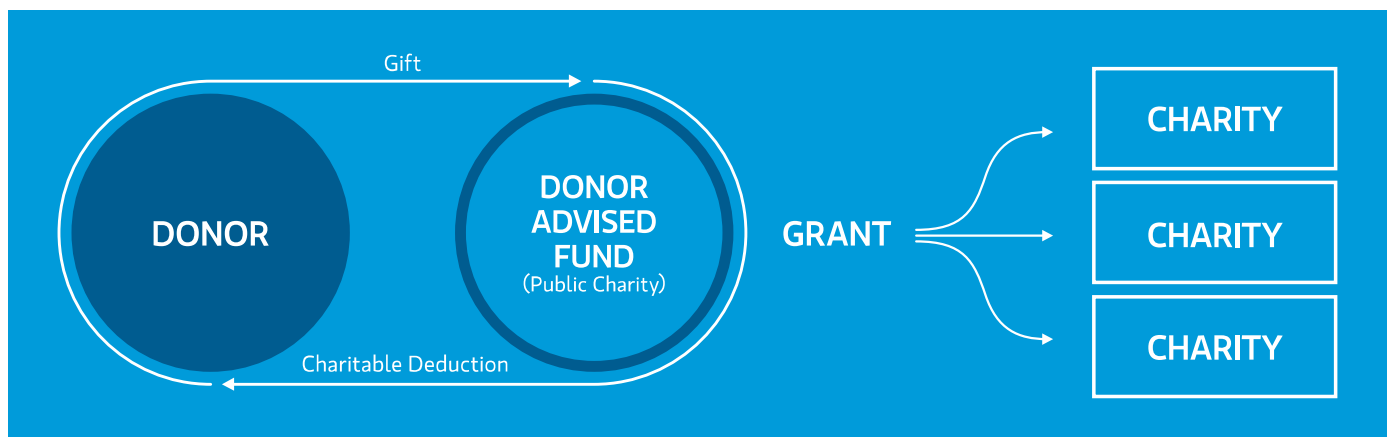 Gift
DONOR
DONOR
ADVISED
FUND
(Public Charity)
Charitable Deduction
GRANT
CHARITY
CHARITY
CHARITY